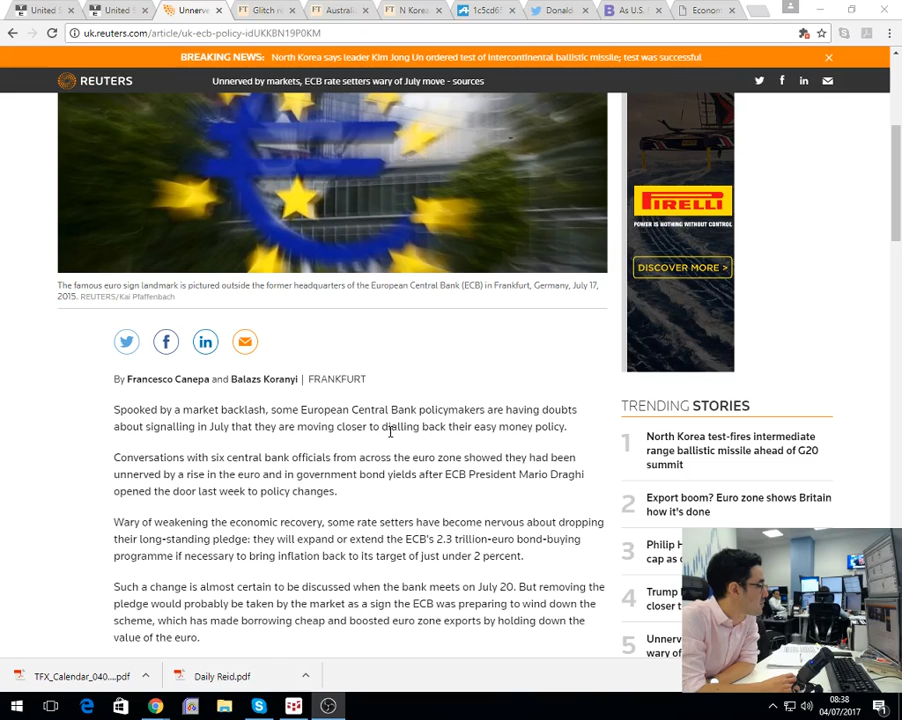 United S
United S
Unnerve
Glitch re
Australi
N Korea
1c5cd65
Donald
As U.S. F
Econom
uk.reuters.com/article/uk-ecb-policy-idUKKBN19P0KM
BREAKING NEWS: North Korea says leader Kim Jong Un ordered test of intercontinental ballistic missile; test was successful
REUTERS
Unnerved by markets, ECB rate setters wary of July move - sources
PIRELLI
POWER IS NOTHING WITHOUT CONTROL
DISCOVER MORE >
The famous euro sign landmark is pictured outside the former headquarters of the European Central Bank (ECB) in Frankfurt, Germany, July 17,
2015. REUTERS/Kai Pfaffenbach
By Francesco Canepa and Balazs Koranyi | FRANKFURT
Spooked by a market backlash, some European Central Bank policymakers are having doubts
about signalling in July that they are moving closer to dialling back their easy money policy.
Conversations with six central bank officials from across the euro zone showed they had been
unnerved by a rise in the euro and in government bond yields after ECB President Mario Draghi
opened the door last week to policy changes.
Wary of weakening the economic recovery, some rate setters have become nervous about dropping
their long-standing pledge: they will expand or extend the ECB's 2.3 trillion-euro bond-buying
programme if necessary to bring inflation back to its target of just under 2 percent.
Such a change is almost certain to be discussed when the bank meets on July 20. But removing the
pledge would probably be taken by the market as a sign the ECB was preparing to wind down the
scheme, which has made borrowing cheap and boosted euro zone exports by holding down the
value of the euro.
TRENDING STORIES
1 North Korea test-fires intermediate
range ballistic missile ahead of G20
summit
2 Export boom? Euro zone shows Britain
how it's done
3 Philip H
cap as
4 Trump
closer to
5 Unnerv
wary of
TFX_Calendar_040....pdf
Daily Reid.pdf
08:38
04/07/2017